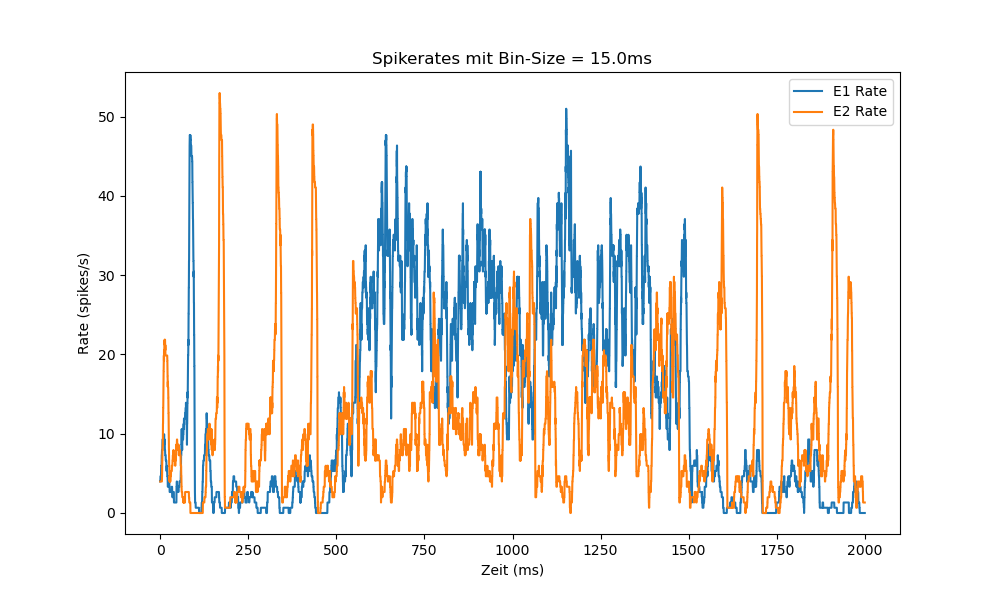 Spikerates mit Bin-Size = 15.0ms
E1 Rate
E2 Rate
50
40
30
20
10
0
Rate (spikes/s)
0 250 500 750 1000 1250 1500 1750 2000
Zeit (ms)